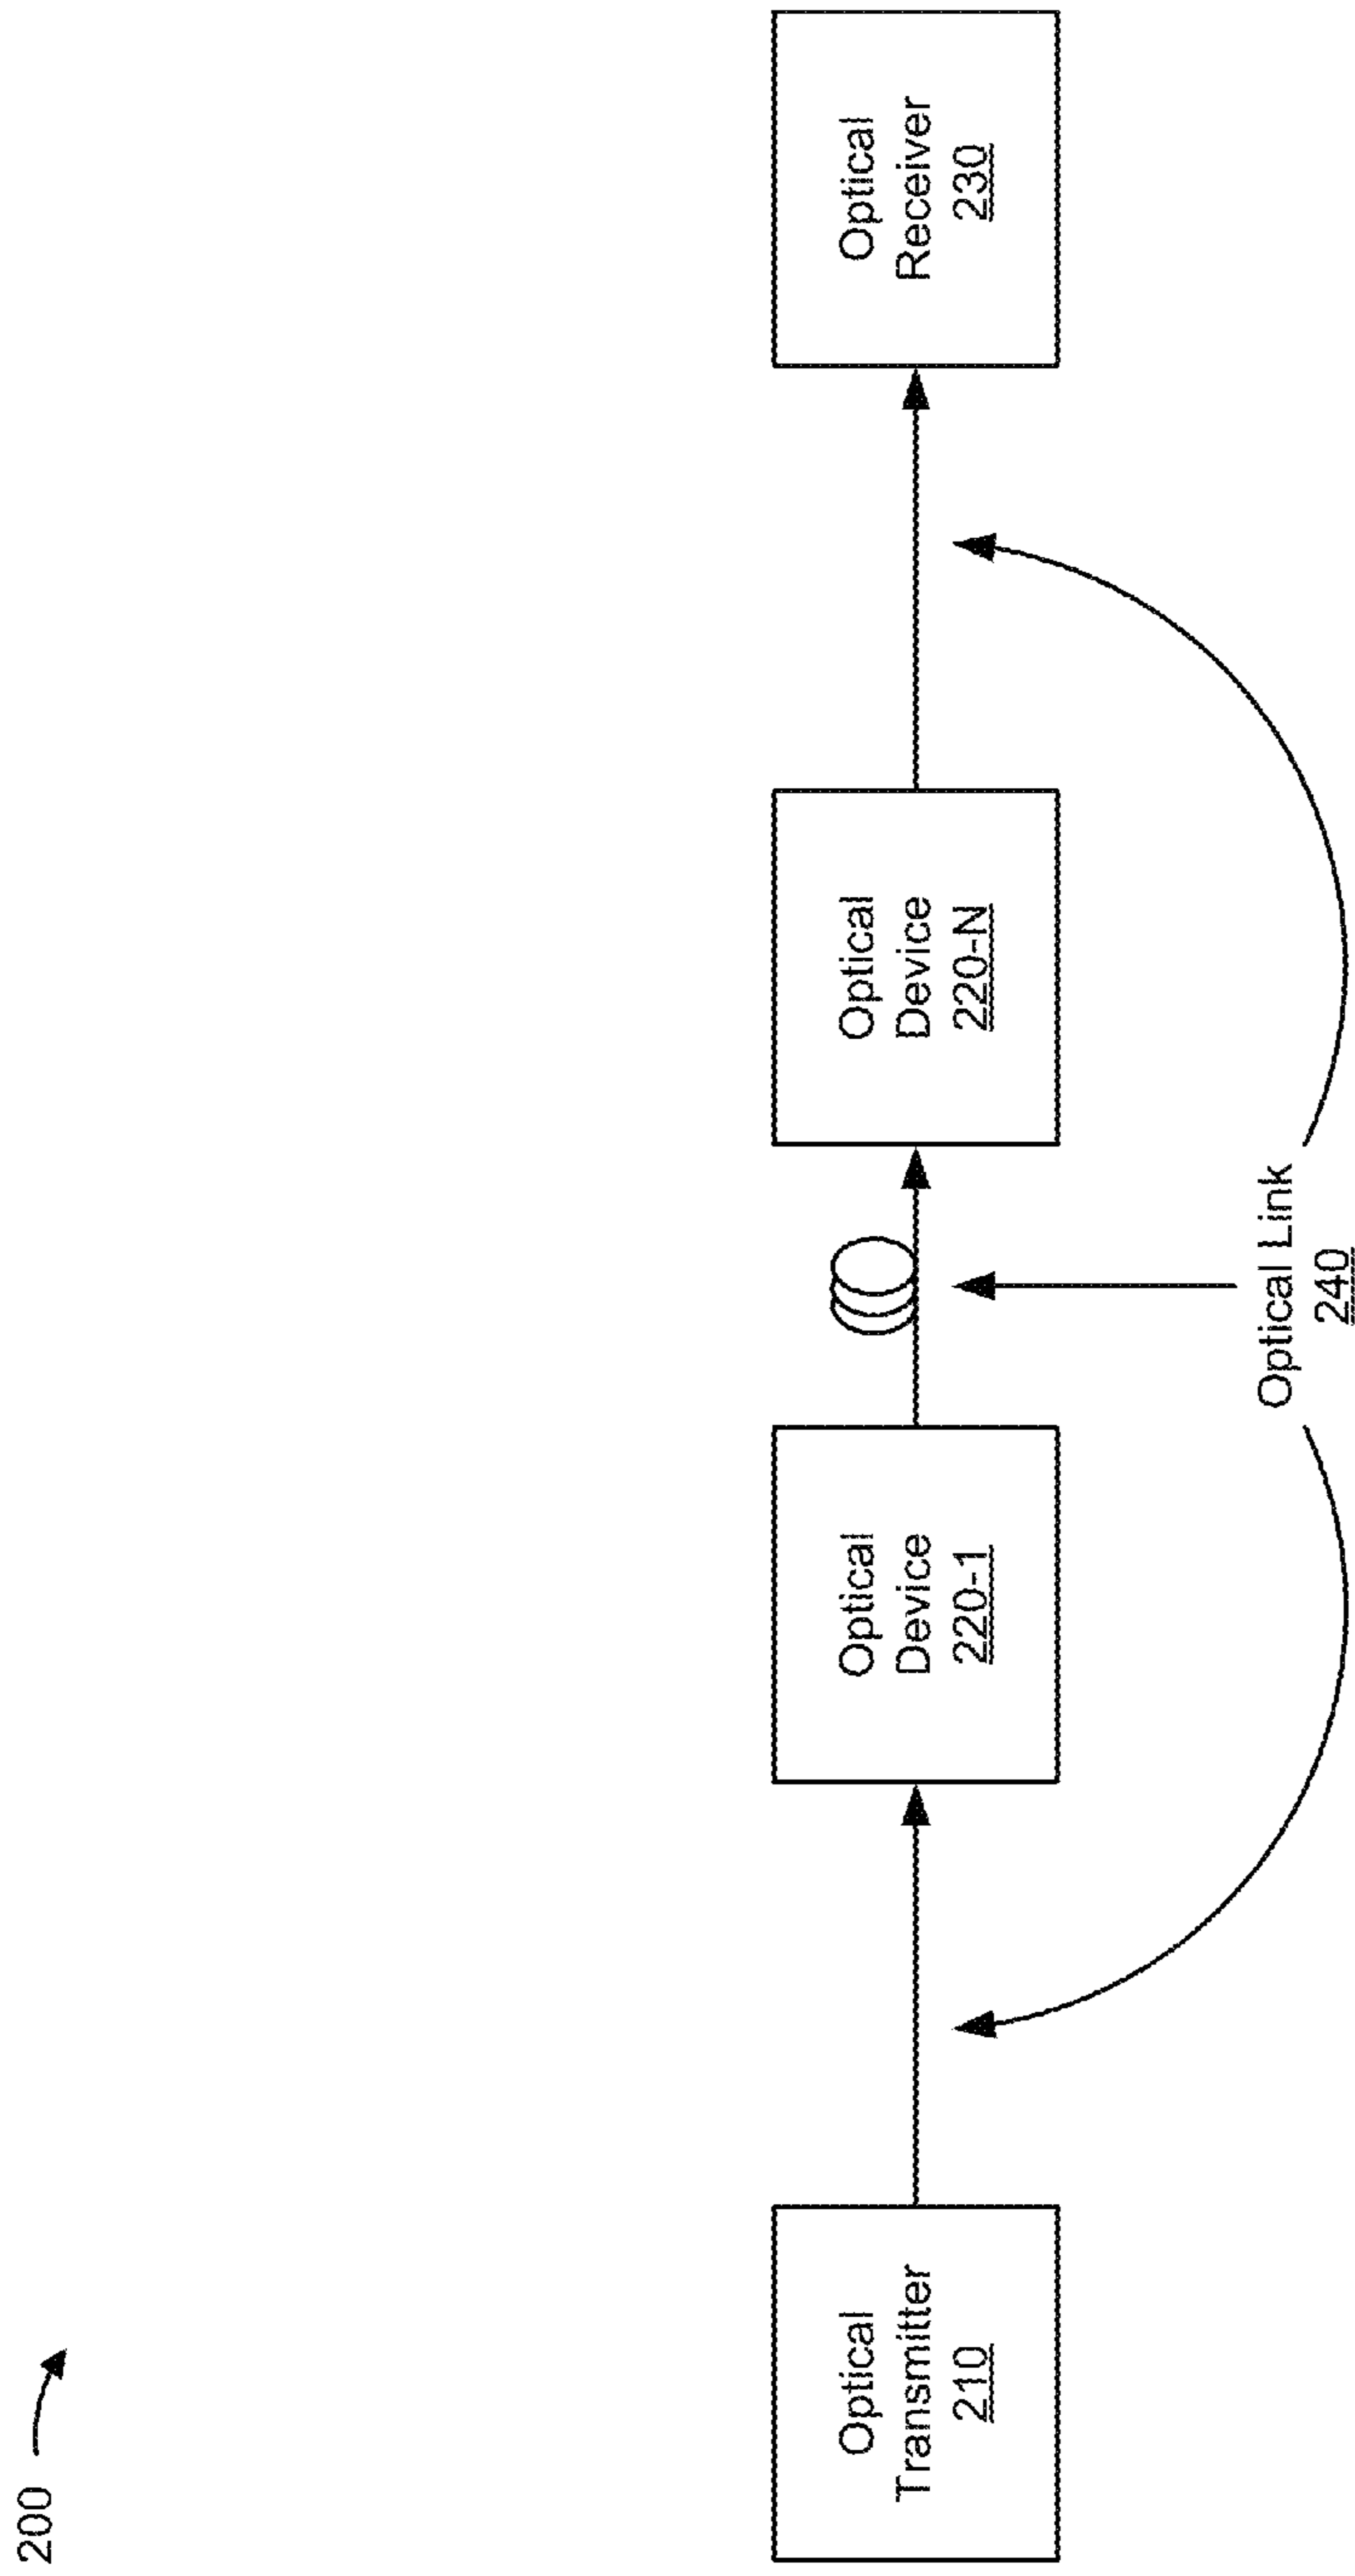 200
Optical
Transmitter
210
Optical
Device
220-1
Optical
Device
220-N
Optical
Receiver
230
Optical Link
240